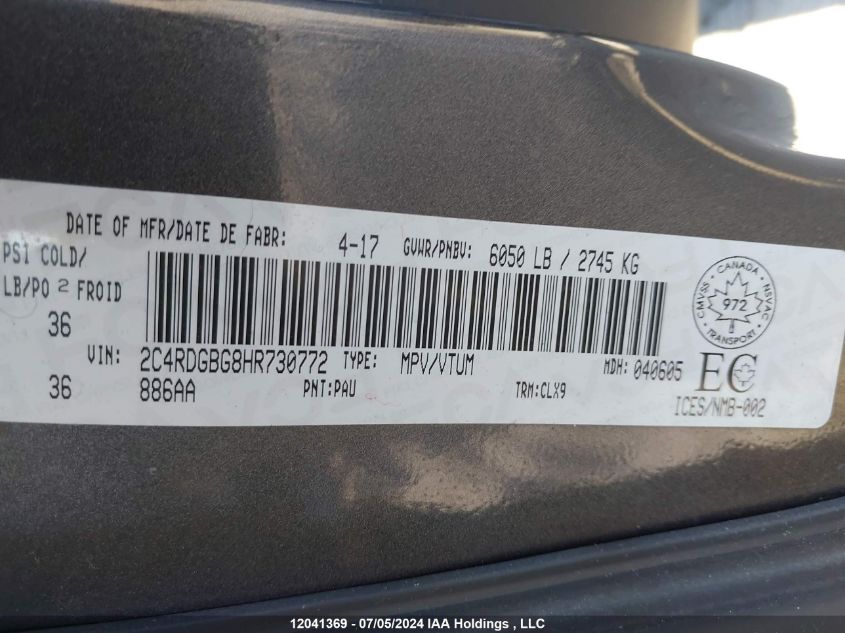 DATE OF MFR/DATE DE FABR: 4-17 GVWR/PNBV: 6050 LB / 2745 KG
PSI COLD/
LB/PO 2 FROID
36
VIN: 2C4RDGBG8HR730772 TYPE: MPV/VTUM MDH: 040605
36 886AA PNT:PAU TRM:CLX9
CANADA
CMVSS NSVAC
972
TRANSPORT
EC
ICES/NMB-002
12041369 - 07/05/2024 IAA Holdings , LLC